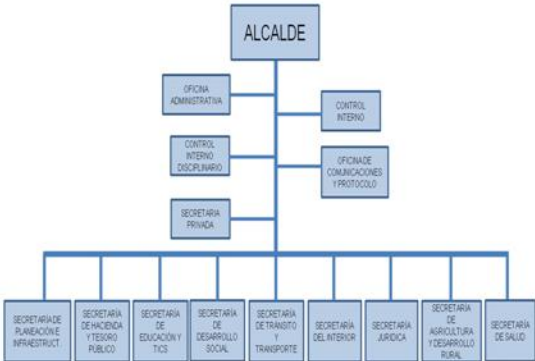 ALCALDE
OFICINA
ADMINISTRATIVA
CONTROL
INTERNO
CONTROL
INTERNO
DISCIPLINARIO
OFICINA DE
COMUNICACIONES
Y PROTOCOLO
SECRETARIA
PRIVADA
SECRETARÍA DE
PLANEACIÓN E
INFRAESTRUCT.
SECRETARÍA
DE HACIENDA
Y TESORO
PÚBLICO
SECRETARÍA
DE
EDUCACIÓN Y
TICS
SECRETARÍA
DE
DESARROLLO
SOCIAL
SECRETARÍA
DE TRÁNSITO Y
TRANSPORTE
SECRETARÍA
DEL INTERIOR
SECRETARÍA
JURIDICA
SECRETARÍA
DE
AGRICULTURA
Y DESARROLLO
RURAL
SECRETARÍA
DE SALUD